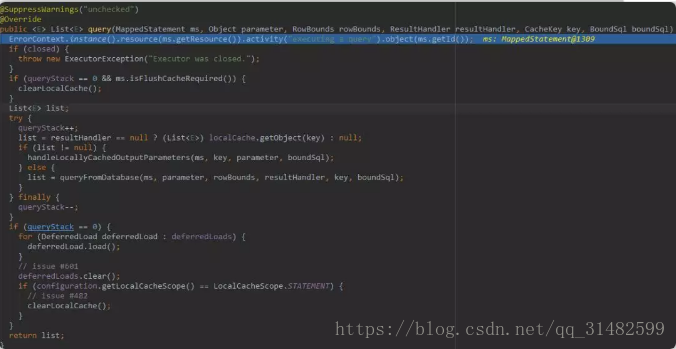 @SuppressWarnings("unchecked")
@Override
public <E> List<E> query(MappedStatement ms, Object parameter, RowBounds rowBounds, ResultHandler resultHandler, CacheKey key, BoundSql boundSql)
ErrorContext.instance().resource(ms.getResource()).activity("executing a query").object(ms.getId()); ms: MappedStatement@1309
if (closed) {
throw new ExecutorException("Executor was closed.");
}
if (queryStack == 0 && ms.isFlushCacheRequired()) {
clearLocalCache();
}
List<E> list;
try {
queryStack++;
list = resultHandler == null ? (List<E>) localCache.getObject(key) : null;
if (list != null) {
handleLocallyCachedOutputParameters(ms, key, parameter, boundSql);
} else {
list = queryFromDatabase(ms, parameter, rowBounds, resultHandler, key, boundSql);
}
} finally {
queryStack--;
}
if (queryStack == 0) {
for (DeferredLoad deferredLoad : deferredLoads) {
deferredLoad.load();
}
// issue #601
deferredLoads.clear();
if (configuration.getLocalCacheScope() == LocalCacheScope.STATEMENT) {
// issue #482
clearLocalCache();
}
}
return list;
}
https://blog.csdn.net/qq_31482599